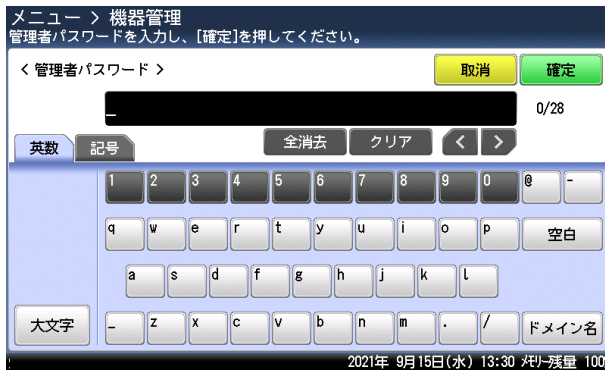 メニュー > 機器管理
管理者パスワードを入力し、[確定]を押してください。
< 管理者パスワード > 取消 確定
_ 0/28
英数 記号 全消去 クリア < >
1 2 3 4 5 6 7 8 9 0 @ -
q w e r t y u i o p 空白
a s d f g h j k l
大文字 _ z x c v b n m . / ドメイン名
2021年 9月15日(水) 13:30 メモリー残量 100